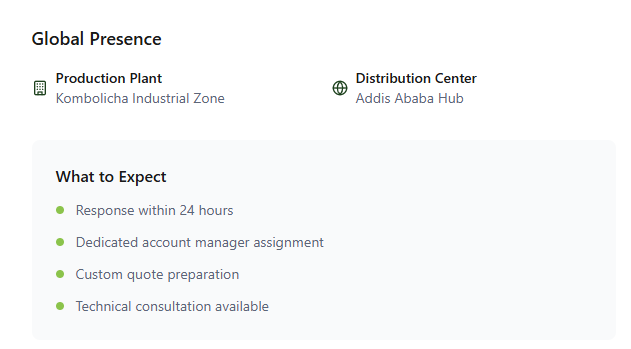 Global Presence
Production Plant
Kombolicha Industrial Zone
Distribution Center
Addis Ababa Hub
What to Expect
Response within 24 hours
Dedicated account manager assignment
Custom quote preparation
Technical consultation available